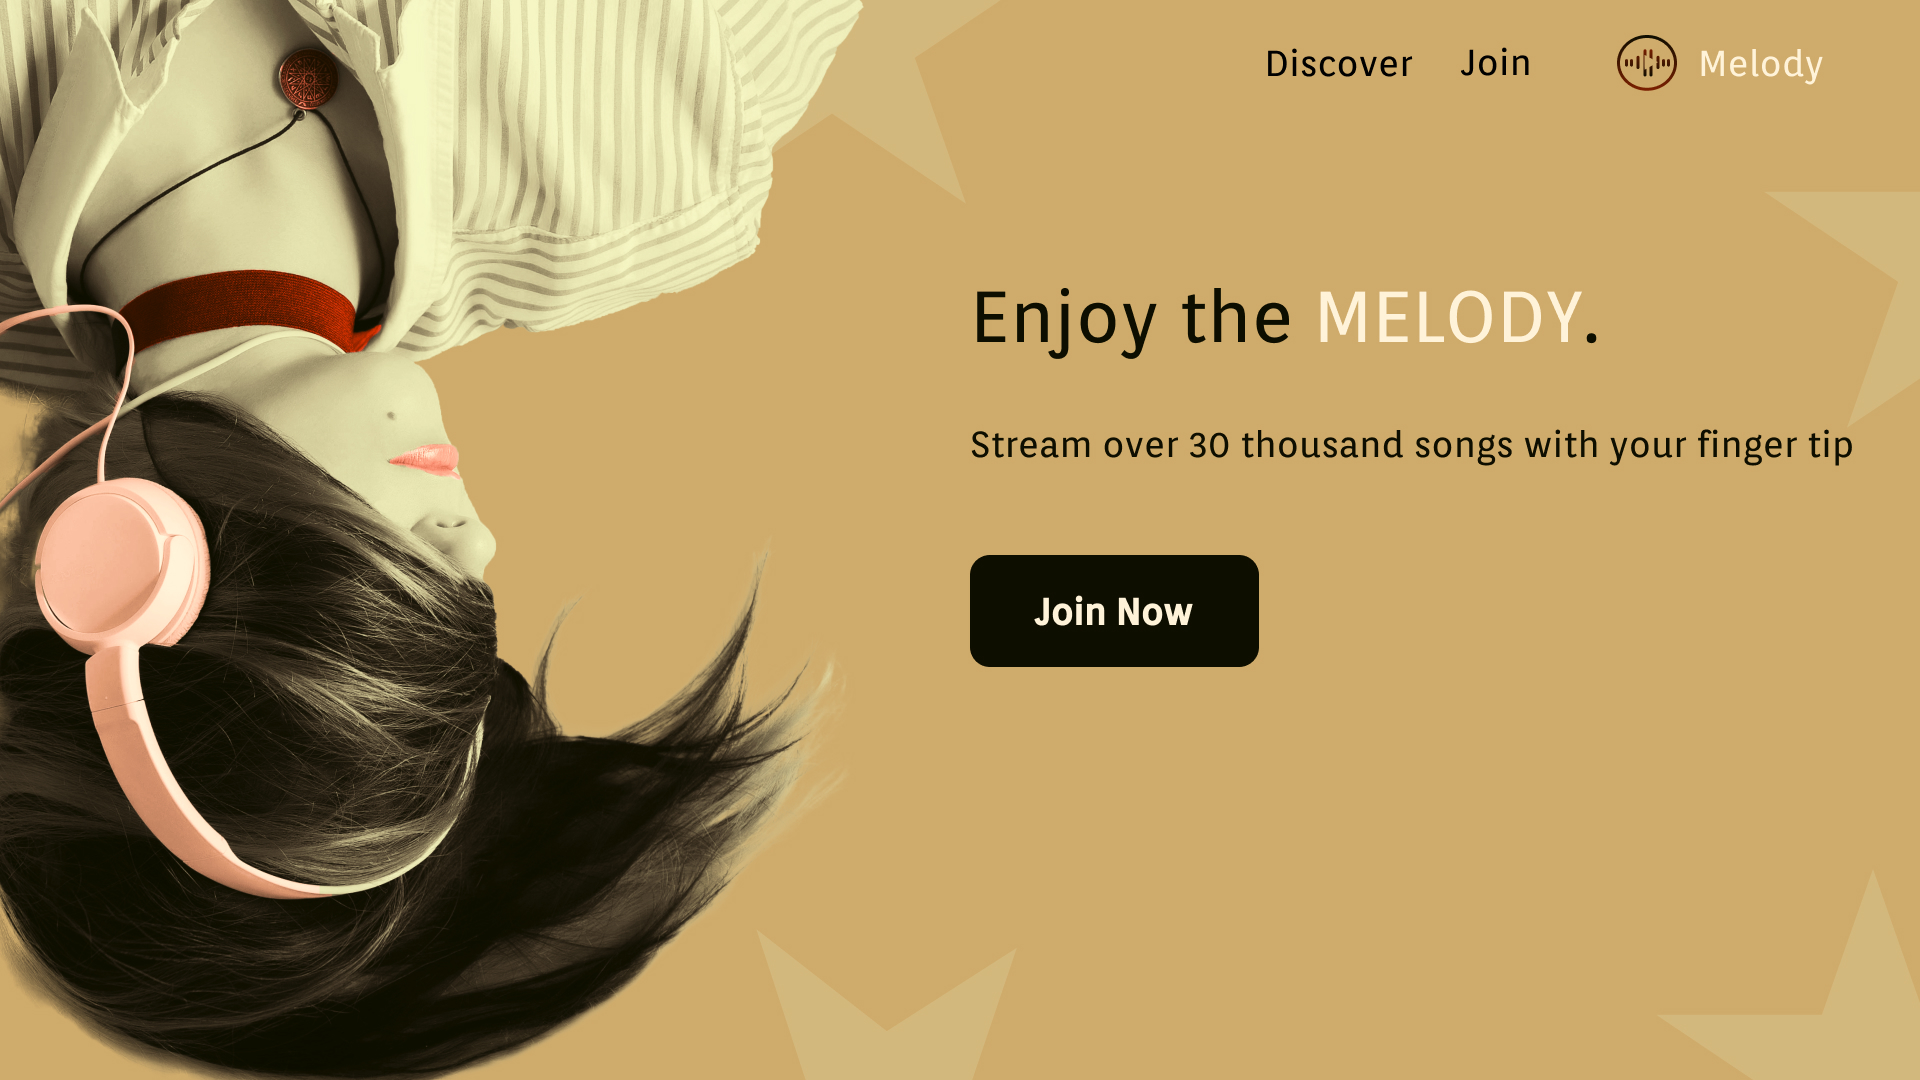 Discover Join Melody
Enjoy the MELODY.
Stream over 30 thousand songs with your finger tip
Join Now